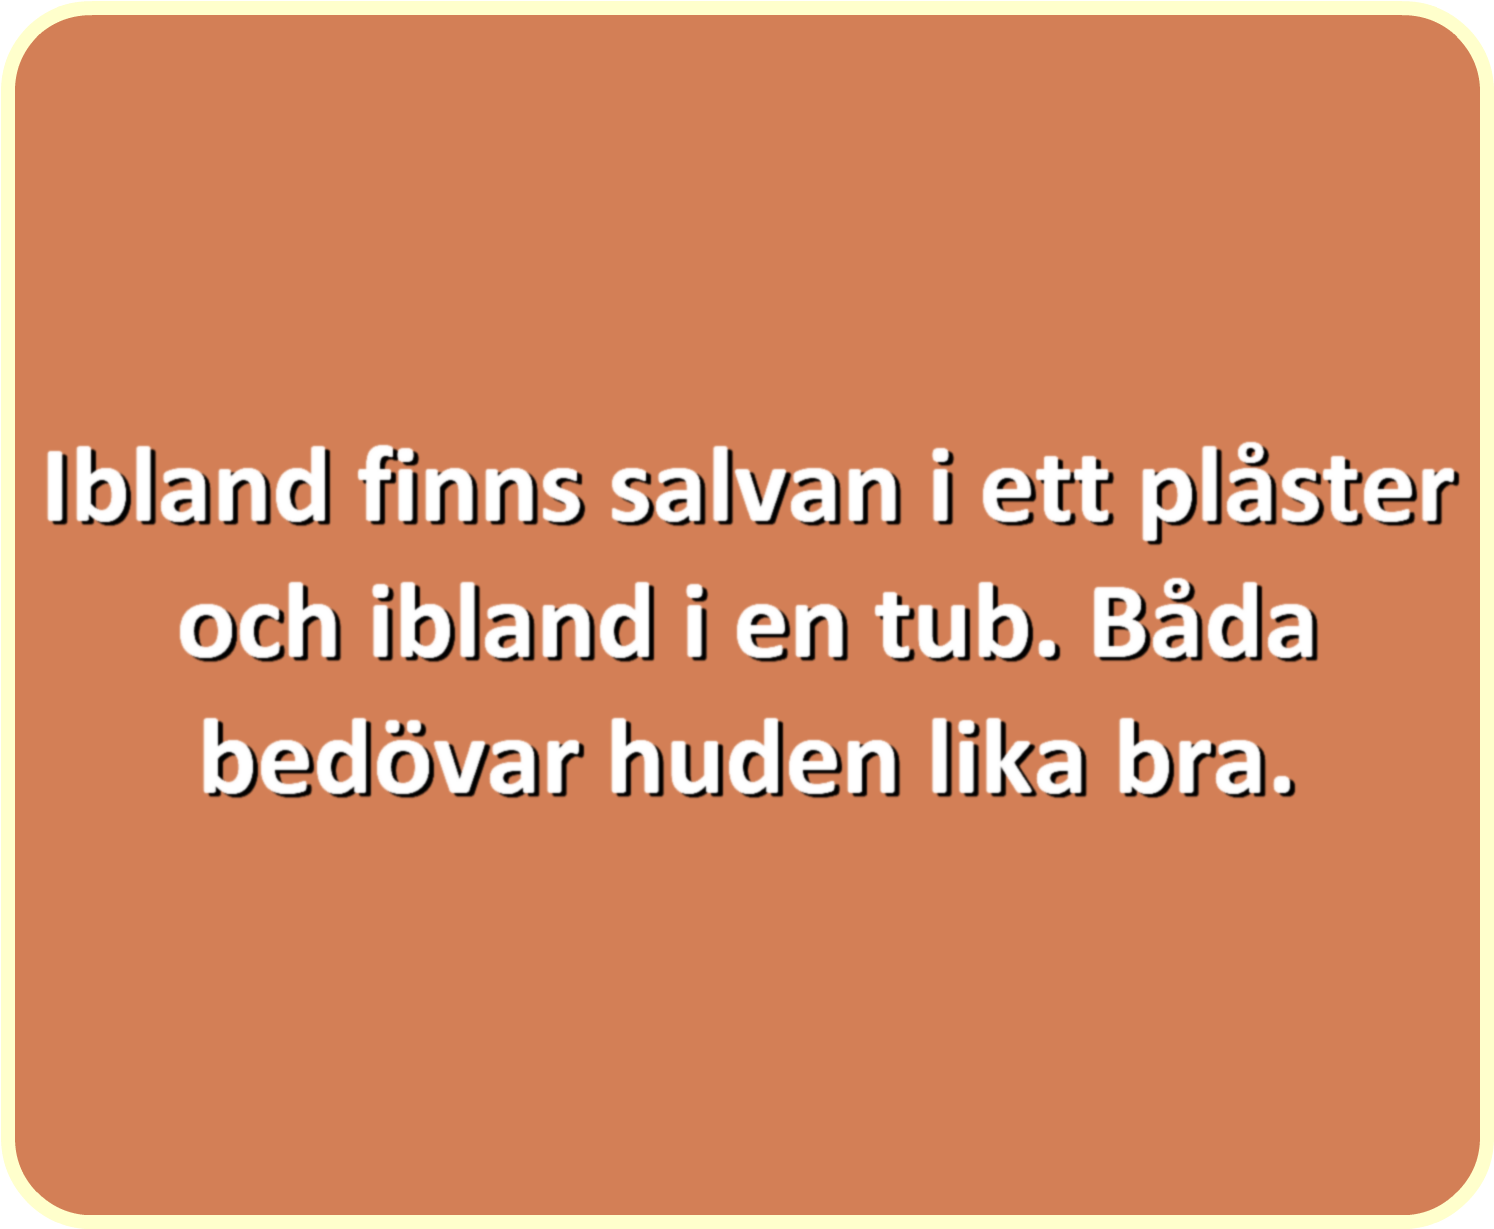 Ibland finns salvan i ett plåster
och ibland i en tub. Båda
bedövar huden lika bra.